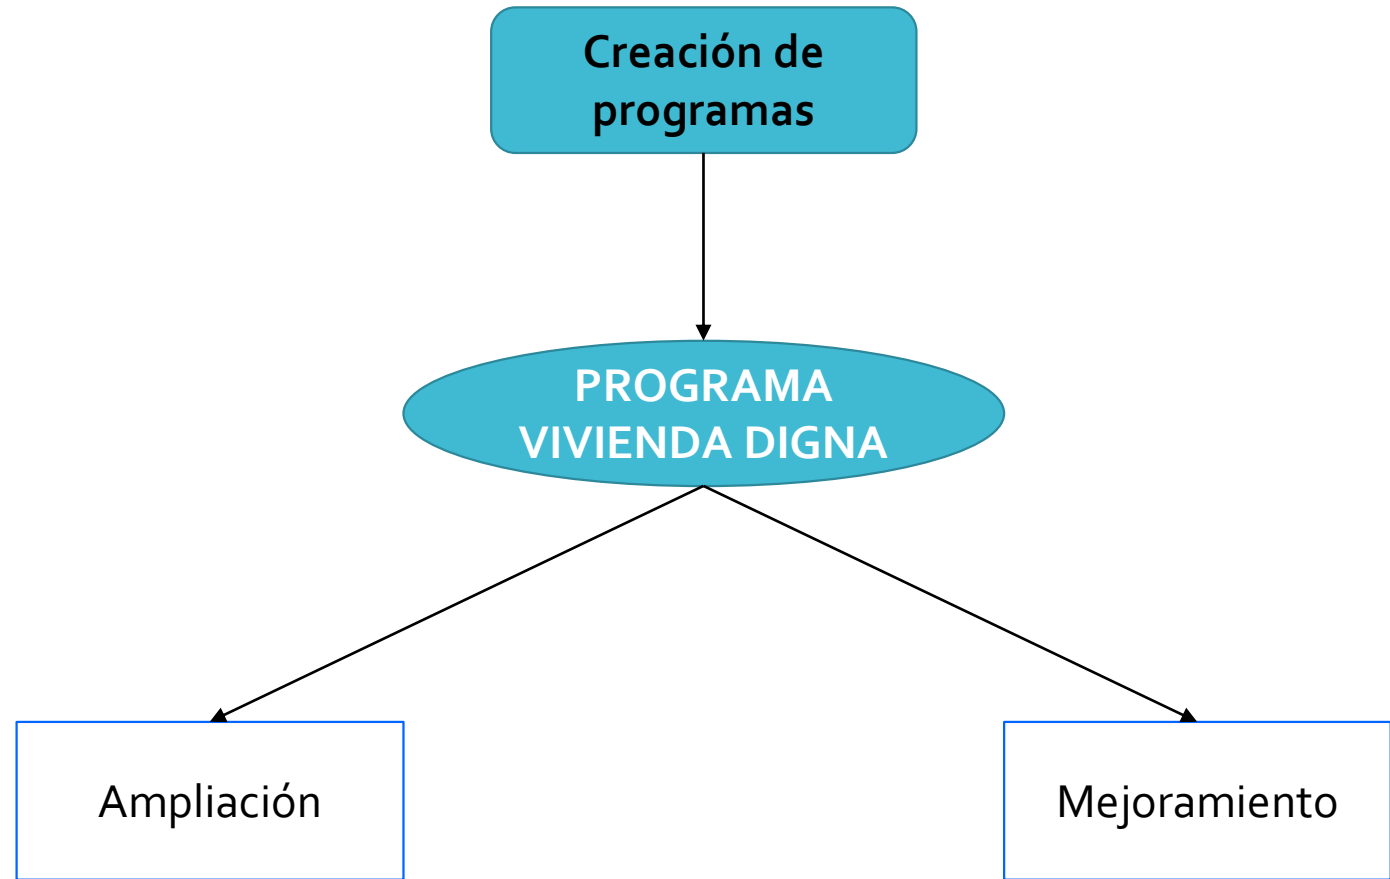 Creación de
programas
PROGRAMA
VIVIENDA DIGNA
Ampliación
Mejoramiento